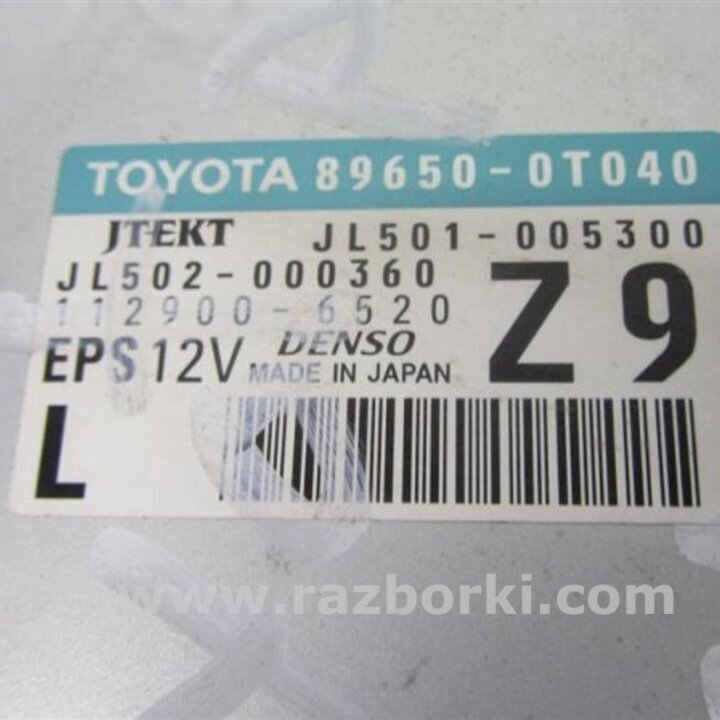 TOYOTA 89650-0T040
JTEKT JL501-005300
JL502-000360
112900-6520
Z9
EPS 12V DENSO
MADE IN JAPAN
L
www.razborki.com